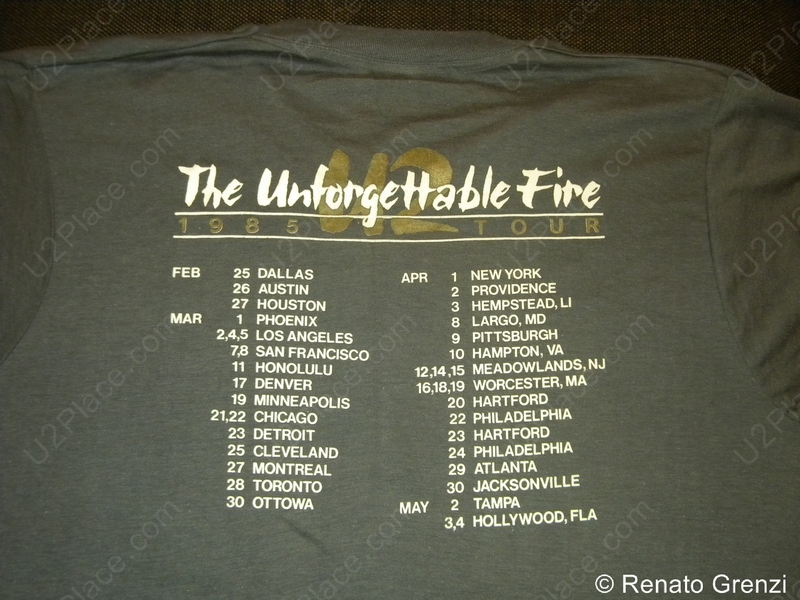 U2
The Unforgettable Fire
1985 TOUR
FEB 25 DALLAS
26 AUSTIN
27 HOUSTON
MAR 1 PHOENIX
2,4,5 LOS ANGELES
7,8 SAN FRANCISCO
11 HONOLULU
17 DENVER
19 MINNEAPOLIS
21,22 CHICAGO
23 DETROIT
25 CLEVELAND
27 MONTREAL
28 TORONTO
30 OTTOWA
APR 1 NEW YORK
2 PROVIDENCE
3 HEMPSTEAD, LI
8 LARGO, MD
9 PITTSBURGH
10 HAMPTON, VA
12,14,15 MEADOWLANDS, NJ
16,18,19 WORCESTER, MA
20 HARTFORD
22 PHILADELPHIA
23 HARTFORD
24 PHILADELPHIA
29 ATLANTA
30 JACKSONVILLE
MAY 2 TAMPA
3,4 HOLLYWOOD, FLA
U2Place.com
© Renato Grenzi